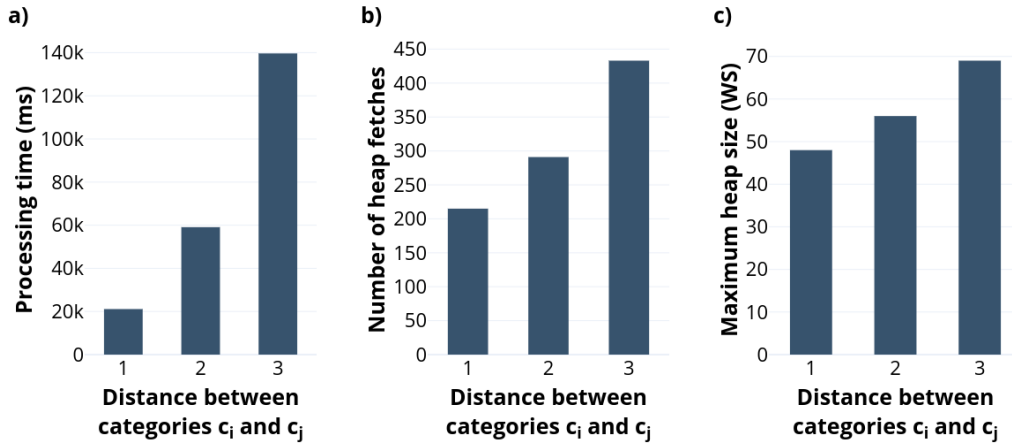 a)
Processing time (ms)
140k
120k
100k
80k
60k
40k
20k
0
1 2 3
Distance between
categories cᵢ and cⱼ
b)
Number of heap fetches
450
400
350
300
250
200
150
100
50
0
1 2 3
Distance between
categories cᵢ and cⱼ
c)
Maximum heap size (WS)
70
60
50
40
30
20
10
0
1 2 3
Distance between
categories cᵢ and cⱼ